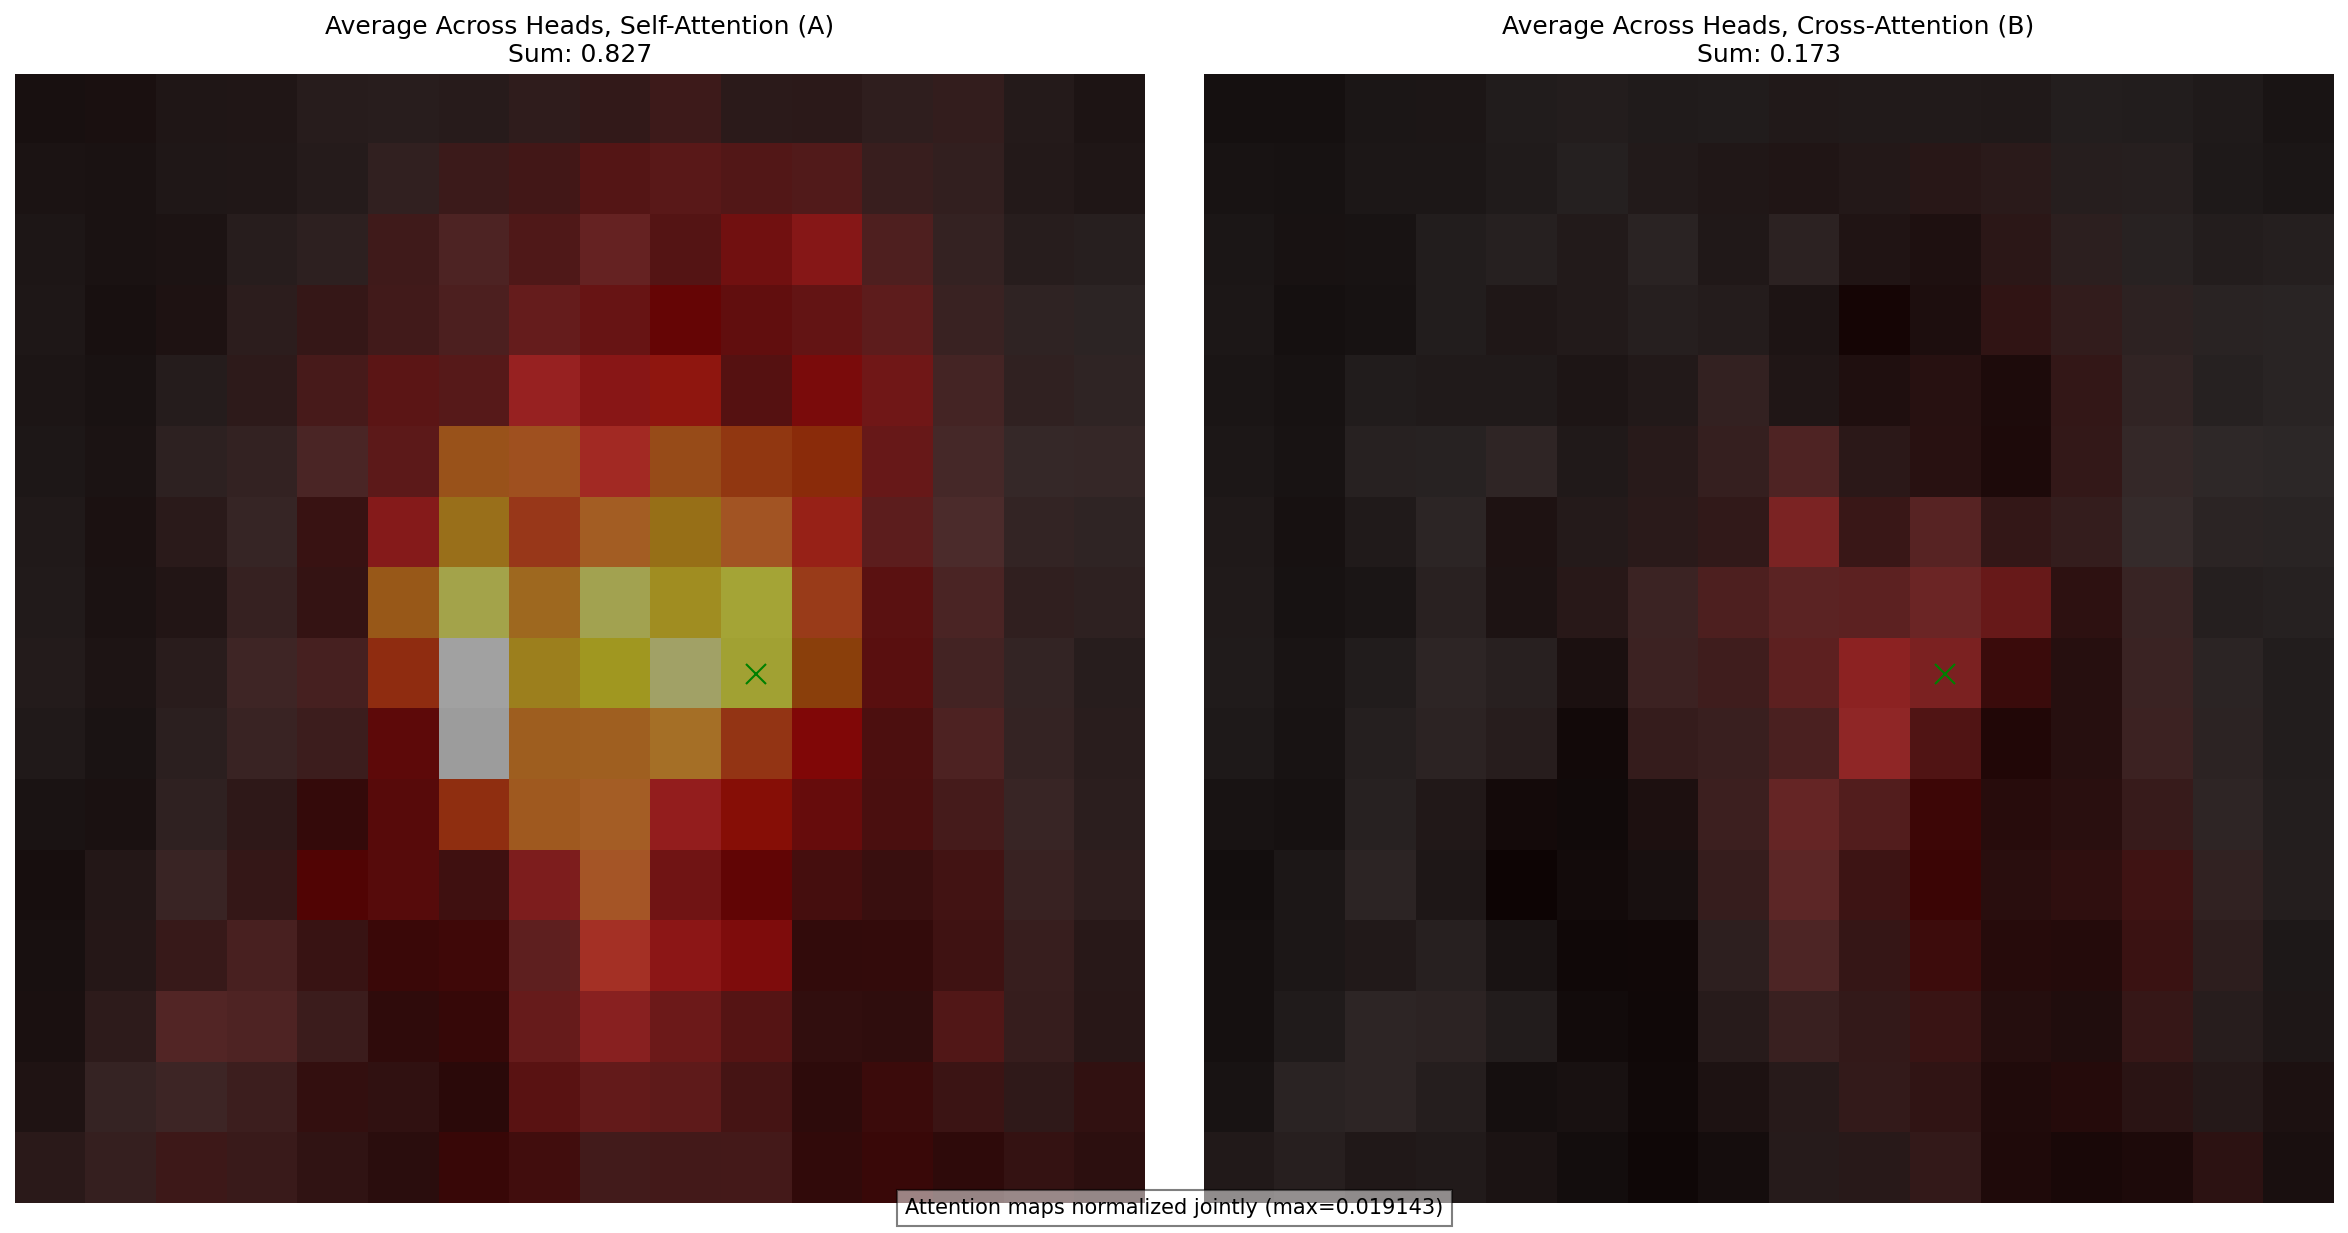 Average Across Heads, Self-Attention (A)
Sum: 0.827
Average Across Heads, Cross-Attention (B)
Sum: 0.173
Attention maps normalized jointly (max=0.019143)